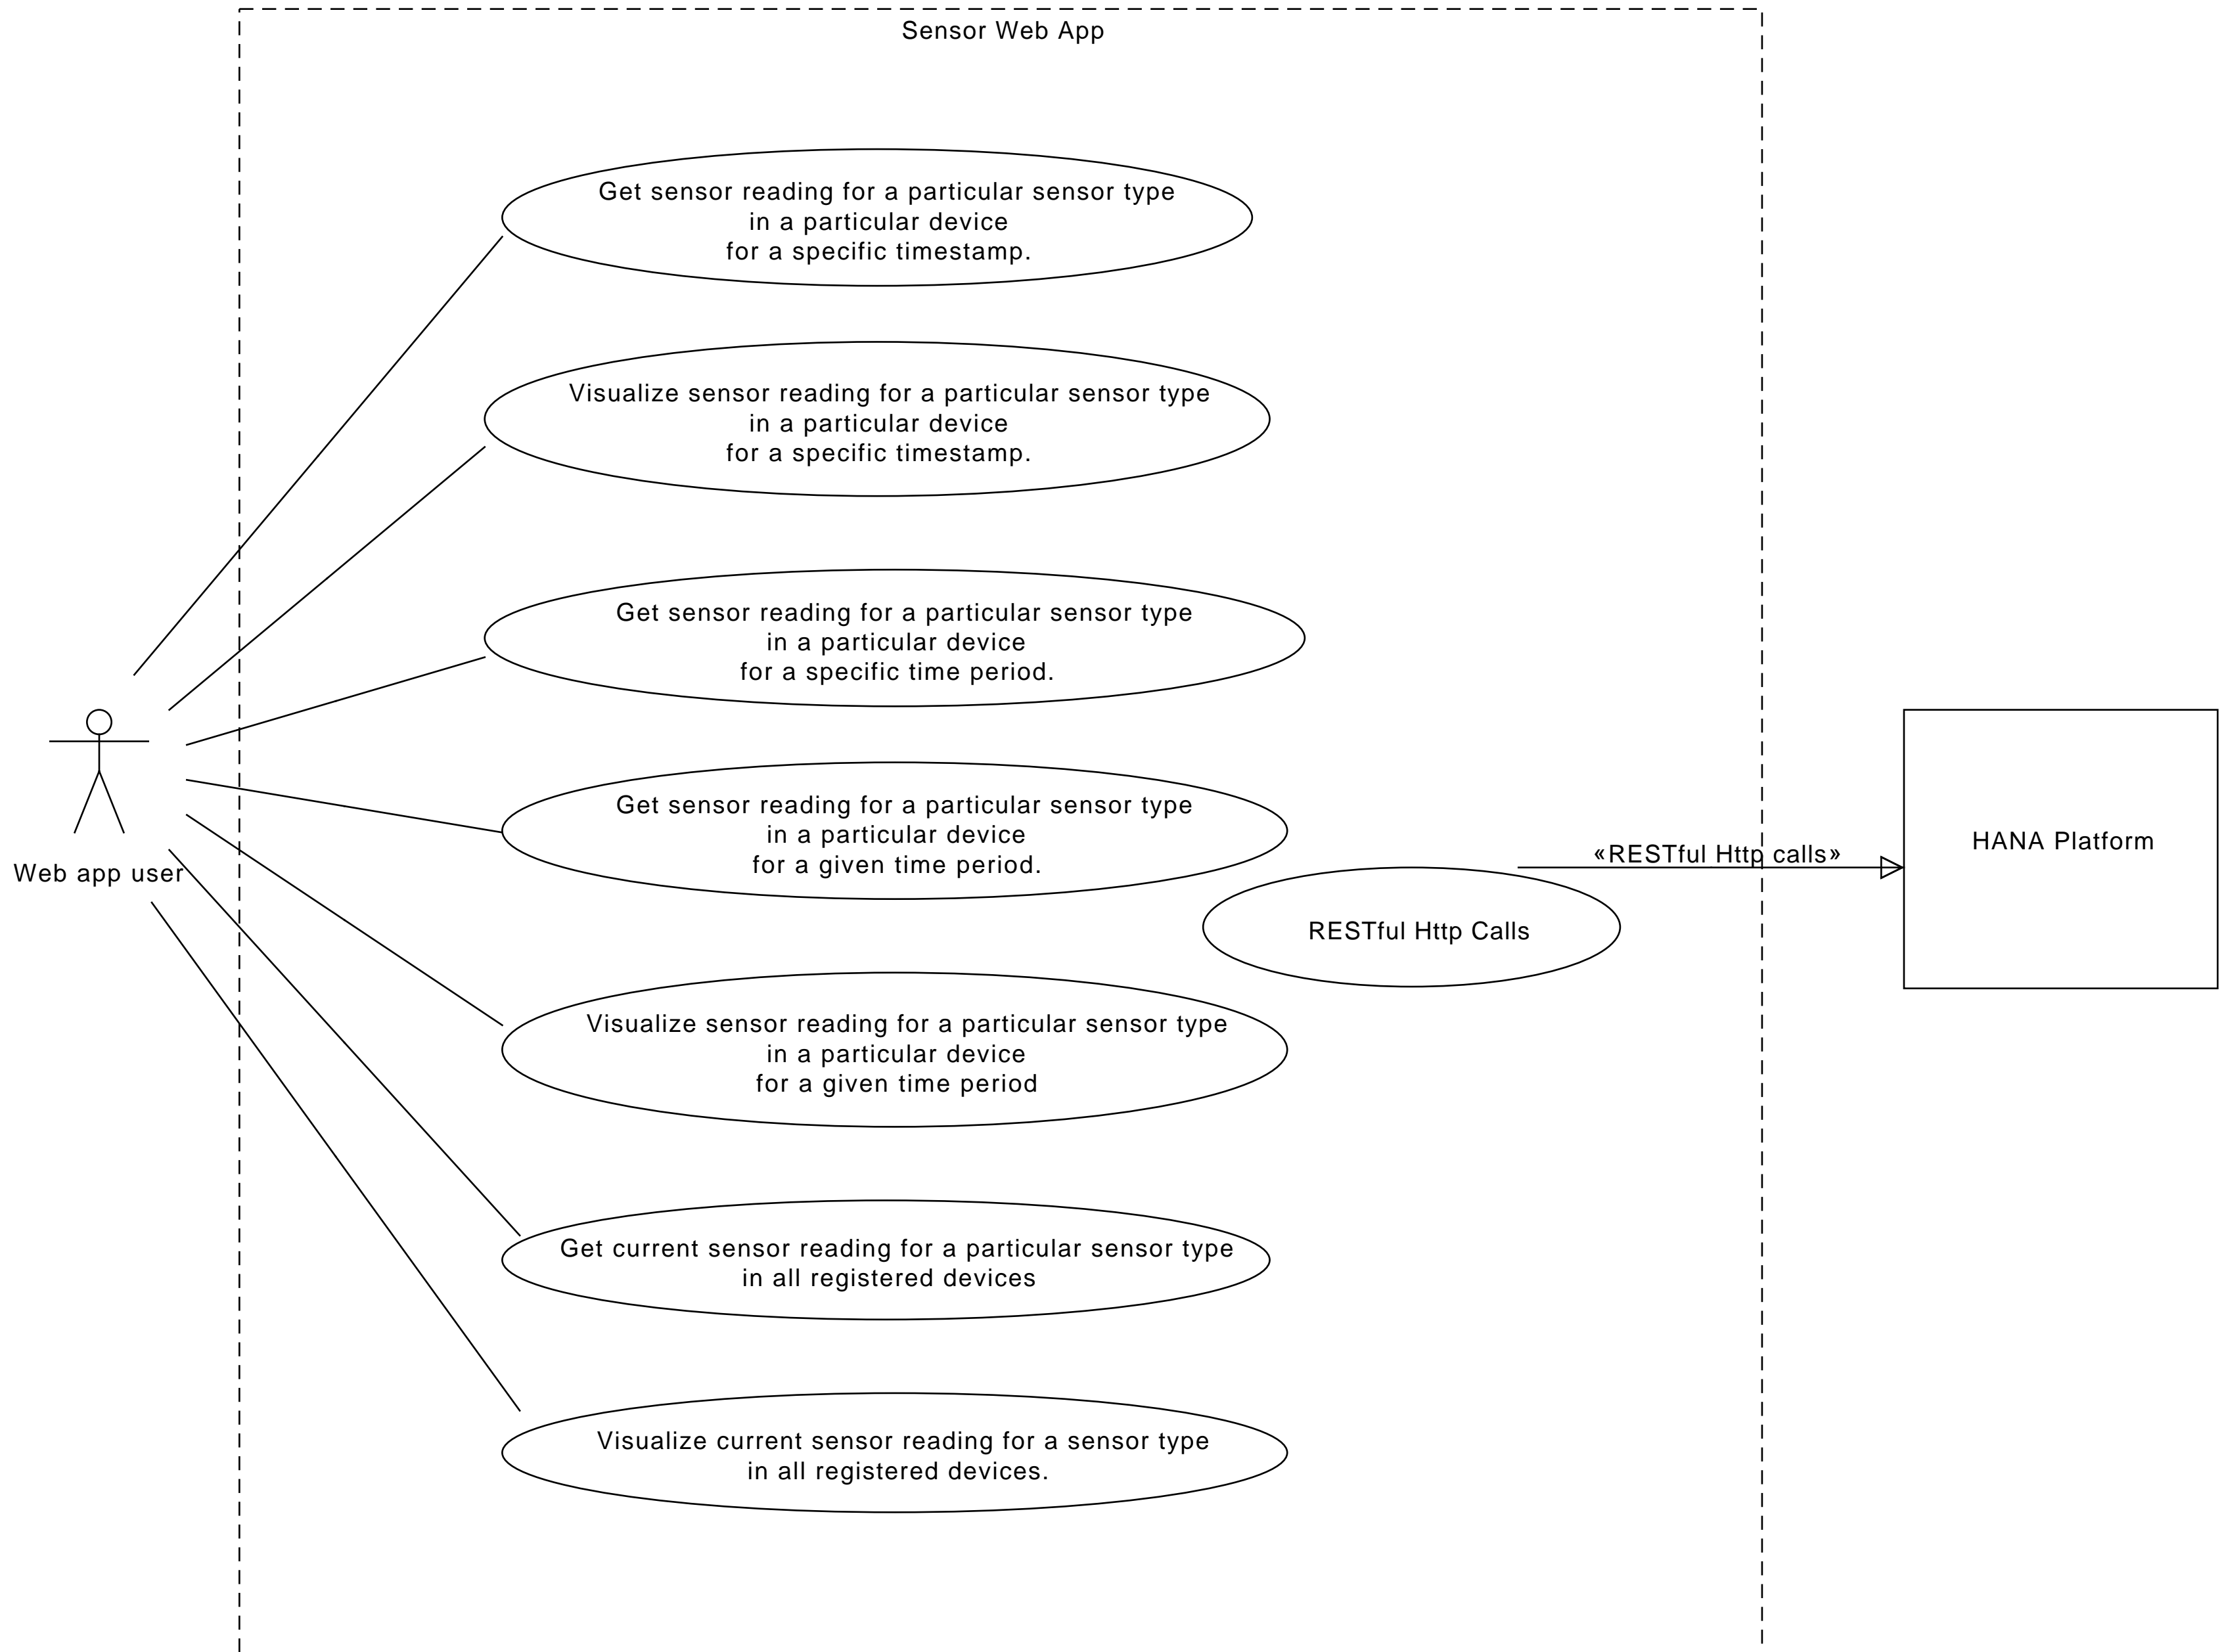 Sensor Web App
Get sensor reading for a particular sensor type
in a particular device
for a specific timestamp.
Visualize sensor reading for a particular sensor type
in a particular device
for a specific timestamp.
Get sensor reading for a particular sensor type
in a particular device
for a specific time period.
Get sensor reading for a particular sensor type
in a particular device
for a given time period.
Web app user
«RESTful Http calls»
HANA Platform
RESTful Http Calls
Visualize sensor reading for a particular sensor type
in a particular device
for a given time period
Get current sensor reading for a particular sensor type
in all registered devices
Visualize current sensor reading for a sensor type
in all registered devices.